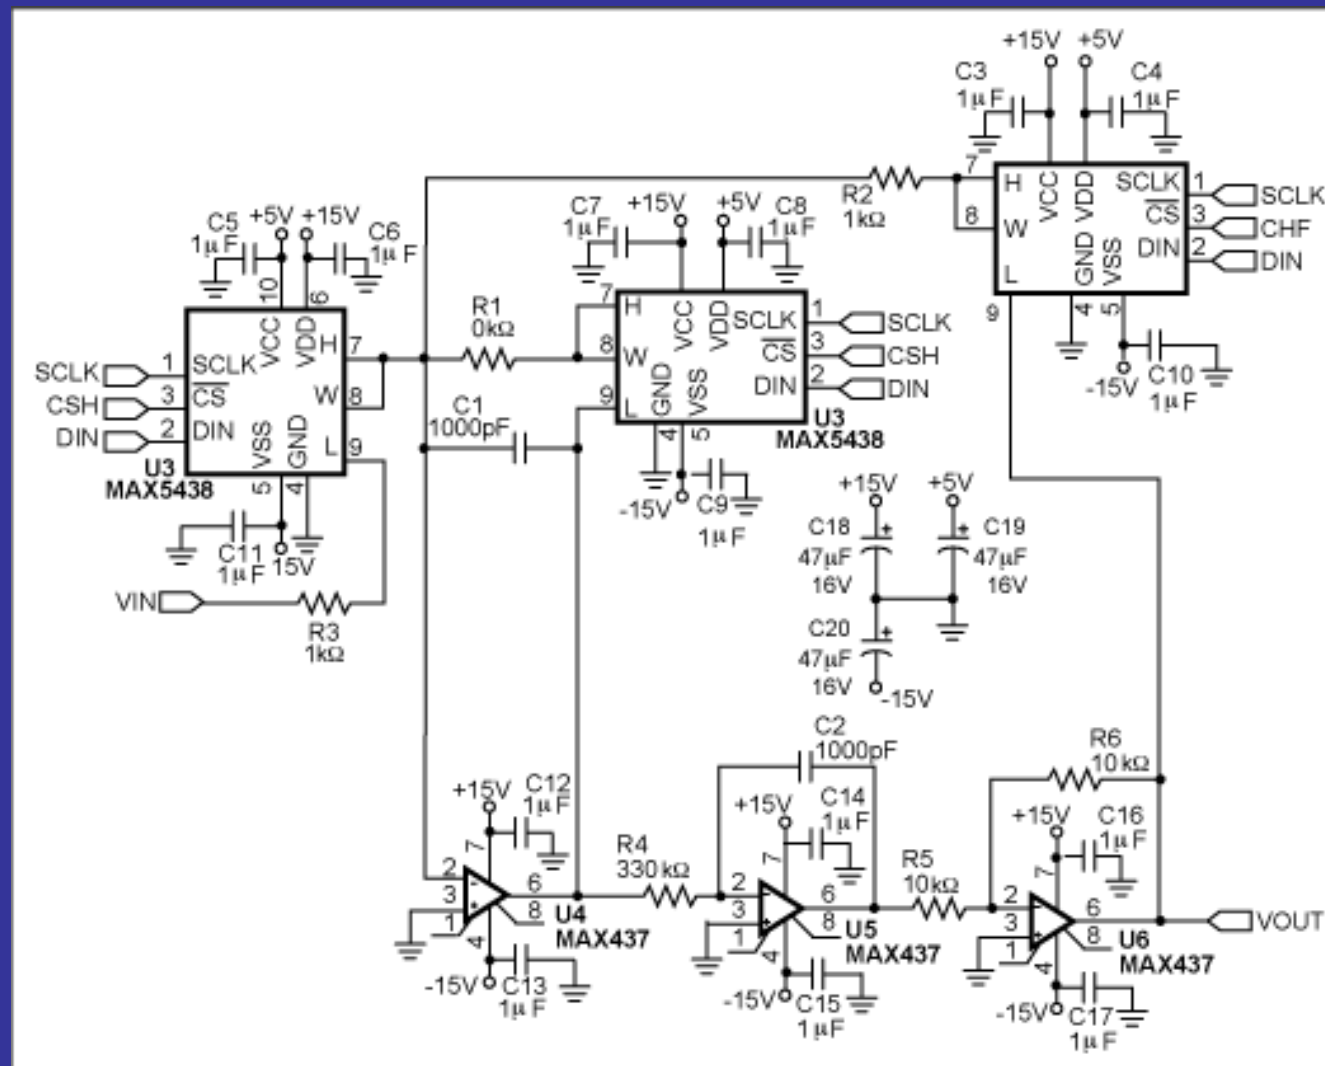 +15V +5V
C3
1µF
C4
1µF
7
H
VCC
VDD
SCLK
1
SCLK
8
W
CS
3
CHF
L
GND
VSS
DIN
2
DIN
9
4
5
-15V
C10
1µF
R2
1kΩ
C7
1µF
+15V
+5V
C8
1µF
7
H
VCC
VDD
SCLK
1
SCLK
8
W
CS
3
CSH
9
L
GND
VSS
DIN
2
DIN
4
5
U3
MAX5438
-15V
C9
1µF
R1
0kΩ
C1
1000pF
C5
1µF
+5V
+15V
C6
1µF
10
6
VCC
VDD
H
7
SCLK
1
SCLK
W
8
CSH
3
CS
DIN
2
DIN
VSS
GND
L
9
U3
MAX5438
5
4
C11
1µF
15V
VIN
R3
1kΩ
+15V
+5V
C18
47µF
16V
+
C19
47µF
16V
+
C20
47µF
16V
+
-15V
+15V
C12
1µF
7
2
-
3
+
1
6
8
4
U4
MAX437
-15V
C13
1µF
R4
330kΩ
C2
1000pF
+15V
C14
1µF
7
2
-
3
+
1
6
8
4
U5
MAX437
-15V
C15
1µF
R5
10kΩ
R6
10kΩ
+15V
C16
1µF
7
2
-
3
+
1
6
8
4
U6
MAX437
VOUT
-15V
C17
1µF